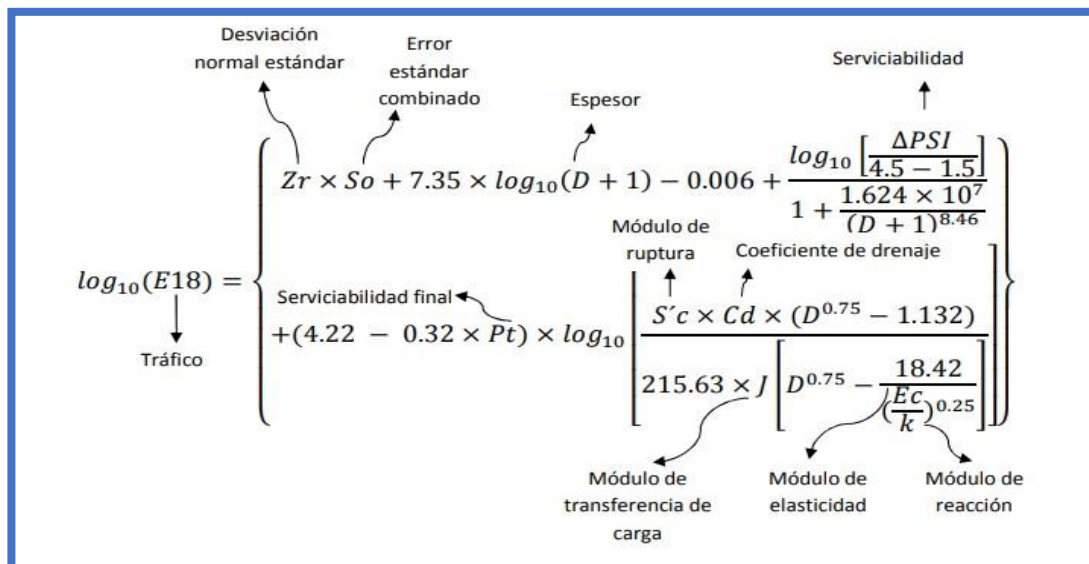 Desviación
normal estándar
Error
estándar
combinado
Espesor
Serviciabilidad
Zr × So + 7.35 × log₁₀(D + 1) − 0.006 + log₁₀ [ΔPSI / 4.5 − 1.5] / 1 + 1.624 × 10⁷ / (D + 1)^8.46
Módulo de
ruptura
Coeficiente de drenaje
log₁₀(E18) =
Serviciabilidad final
+(4.22 − 0.32 × Pt) × log₁₀ [S′c × Cd × (D^0.75 − 1.132) / 215.63 × J [D^0.75 − 18.42 / (Ec / k)^0.25]]
Tráfico
Módulo de
transferencia de
carga
Módulo de
elasticidad
Módulo de
reacción